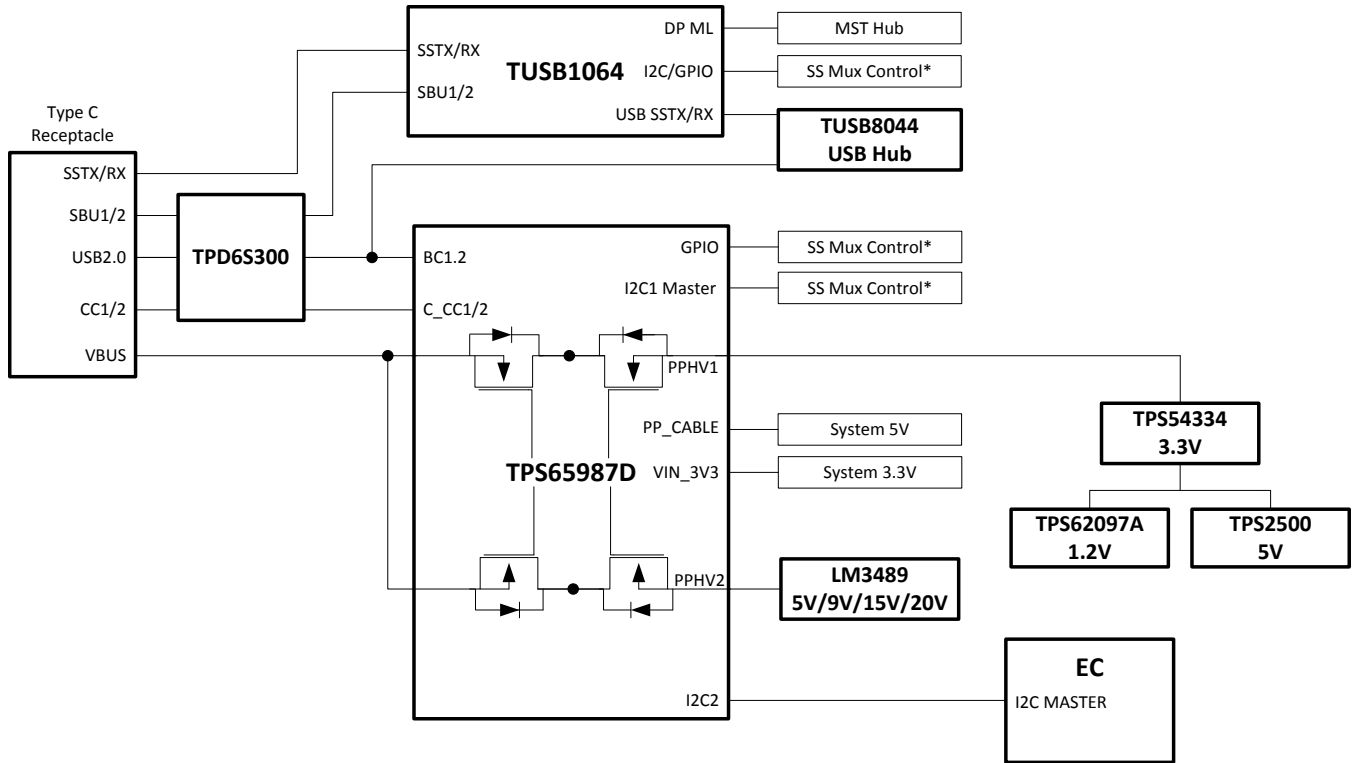 Type C
Receptacle
SSTX/RX
SBU1/2
USB2.0
CC1/2
VBUS
TPD6S300
SSTX/RX
SBU1/2
TUSB1064
DP ML
I2C/GPIO
USB SSTX/RX
MST Hub
SS Mux Control*
TUSB8044
USB Hub
BC1.2
C_CC1/2
TPS65987D
GPIO
I2C1 Master
PPHV1
PP_CABLE
VIN_3V3
PPHV2
I2C2
SS Mux Control*
SS Mux Control*
System 5V
System 3.3V
LM3489
5V/9V/15V/20V
TPS54334
3.3V
TPS62097A
1.2V
TPS2500
5V
EC
I2C MASTER